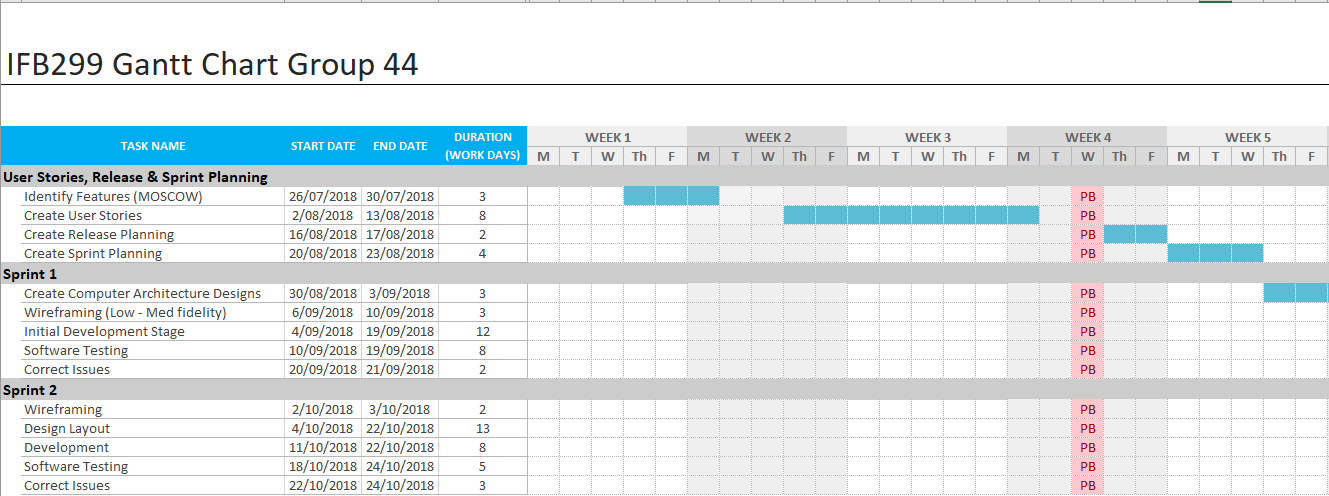 IFB299 Gantt Chart Group 44
TASK NAME START DATE END DATE DURATION (WORK DAYS) WEEK 1 WEEK 2 WEEK 3 WEEK 4 WEEK 5
M T W Th F M T W Th F M T W Th F M T W Th F M T W Th F
User Stories, Release & Sprint Planning
Identify Features (MOSCOW) 26/07/2018 30/07/2018 3 PB
Create User Stories 2/08/2018 13/08/2018 8 PB
Create Release Planning 16/08/2018 17/08/2018 2 PB
Create Sprint Planning 20/08/2018 23/08/2018 4 PB
Sprint 1
Create Computer Architecture Designs 30/08/2018 3/09/2018 3 PB
Wireframing (Low - Med fidelity) 6/09/2018 10/09/2018 3 PB
Initial Development Stage 4/09/2018 19/09/2018 12 PB
Software Testing 10/09/2018 19/09/2018 8 PB
Correct Issues 20/09/2018 21/09/2018 2 PB
Sprint 2
Wireframing 2/10/2018 3/10/2018 2 PB
Design Layout 4/10/2018 22/10/2018 13 PB
Development 11/10/2018 22/10/2018 8 PB
Software Testing 18/10/2018 24/10/2018 5 PB
Correct Issues 22/10/2018 24/10/2018 3 PB